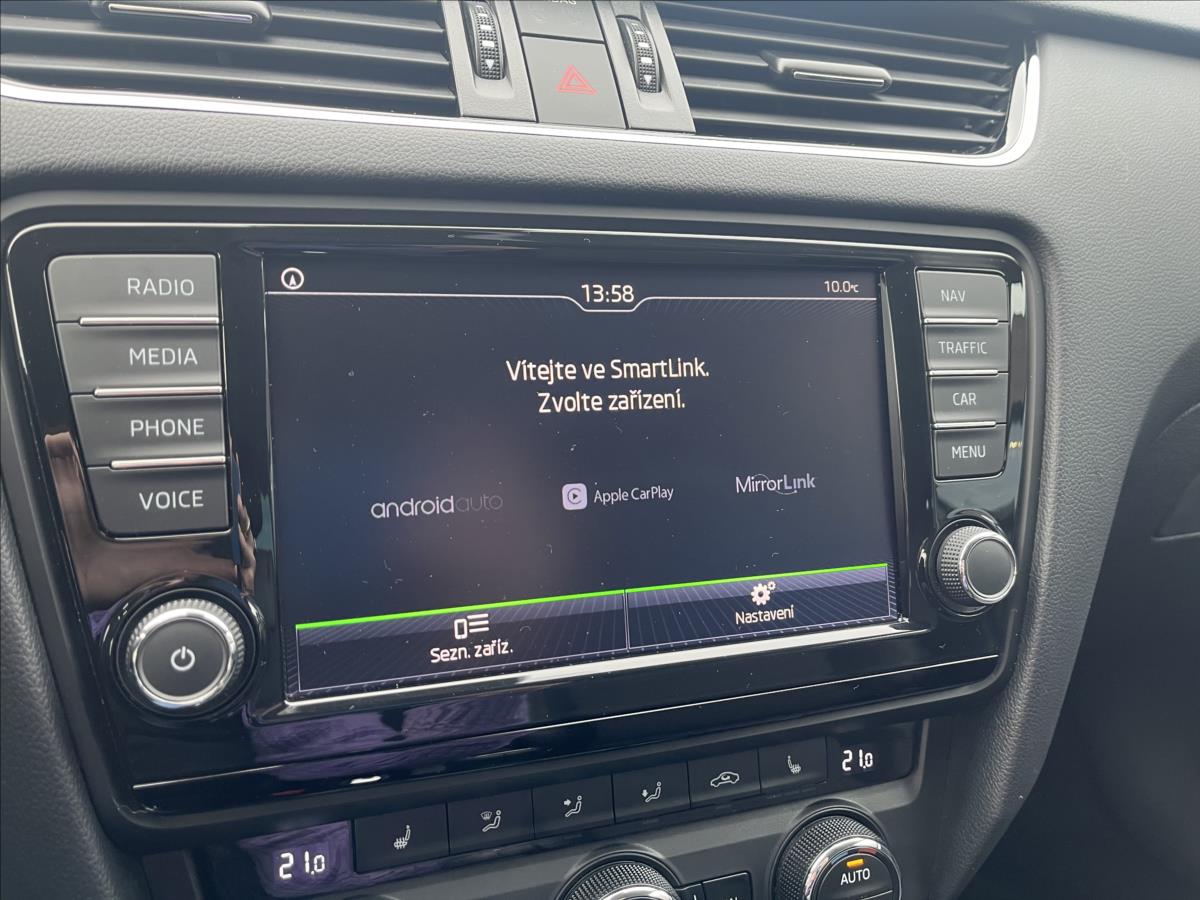 RADIO
MEDIA
PHONE
VOICE
13:58
10.0°C
Vítejte ve SmartLink.
Zvolte zařízení.
androidauto
Apple CarPlay
MirrorLink
Sezn. zaříz.
Nastavení
NAV
TRAFFIC
CAR
MENU
21.0
21.0
AUTO